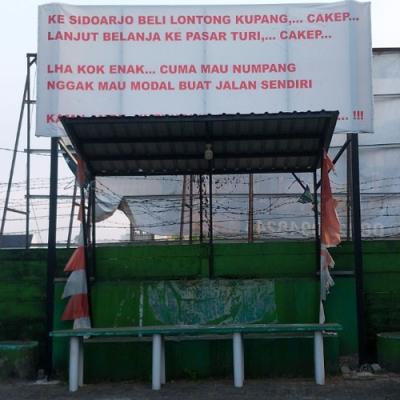 KE SIDOARJO BELI LONTONG KUPANG,... CAKEP...
LANJUT BELANJA KE PASAR TURI,... CAKEP...
LHA KOK ENAK... CUMA MAU NUMPANG
NGGAK MAU MODAL BUAT JALAN SENDIRI
!!!